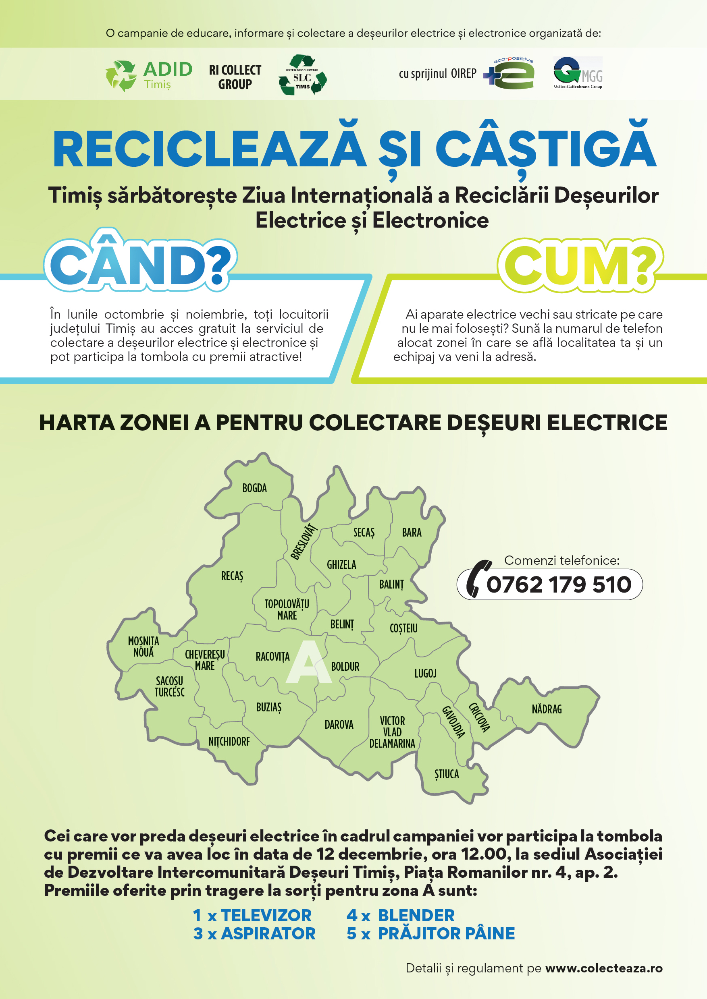 O campanie de educare, informare și colectare a deșeurilor electrice și electronice organizată de:
ADID
Timiș
RI COLLECT
GROUP
SISTEM DE COLECTARE
SLC
TIMIS
cu sprijinul OIREP
eco-positive
+e
MGG
Müller-Guttenbrunn Group
RECICLEAZĂ ȘI CÂȘTIGĂ
Timiș sărbătorește Ziua Internațională a Reciclării Deșeurilor
Electrice și Electronice
CÂND?
În lunile octombrie și noiembrie, toți locuitorii
județului Timiș au acces gratuit la serviciul de
colectare a deșeurilor electrice și electronice și
pot participa la tombola cu premii atractive!
CUM?
Ai aparate electrice vechi sau stricate pe care
nu le mai folosești? Sună la numarul de telefon
alocat zonei în care se află localitatea ta și un
echipaj va veni la adresă.
HARTA ZONEI A PENTRU COLECTARE DEȘEURI ELECTRICE
BOGDA
BRESLOVĂȚ
SECAȘ
BARA
GHIZELA
RECAȘ
BALINȚ
TOPOLOVĂȚU
MARE
BELINȚ
COȘTEIU
MOȘNIȚA
NOUĂ
CHEVEREȘU
MARE
RACOVIȚA
A
BOLDUR
LUGOJ
SACOȘU
TURCESC
BUZIAȘ
DAROVA
VICTOR
VLAD
DELAMARINA
GAVOJDIA
CRICIOVA
NĂDRAG
NIȚCHIDORF
ȘTIUCA
Comenzi telefonice:
0762 179 510
Cei care vor preda deșeuri electrice în cadrul campaniei vor participa la tombola
cu premii ce va avea loc în data de 12 decembrie, ora 12.00, la sediul Asociației
de Dezvoltare Intercomunitară Deșeuri Timiș, Piața Romanilor nr. 4, ap. 2.
Premiile oferite prin tragere la sorți pentru zona A sunt:
1 x TELEVIZOR
3 x ASPIRATOR
4 x BLENDER
5 x PRĂJITOR PÂINE
Detalii și regulament pe www.colecteaza.ro